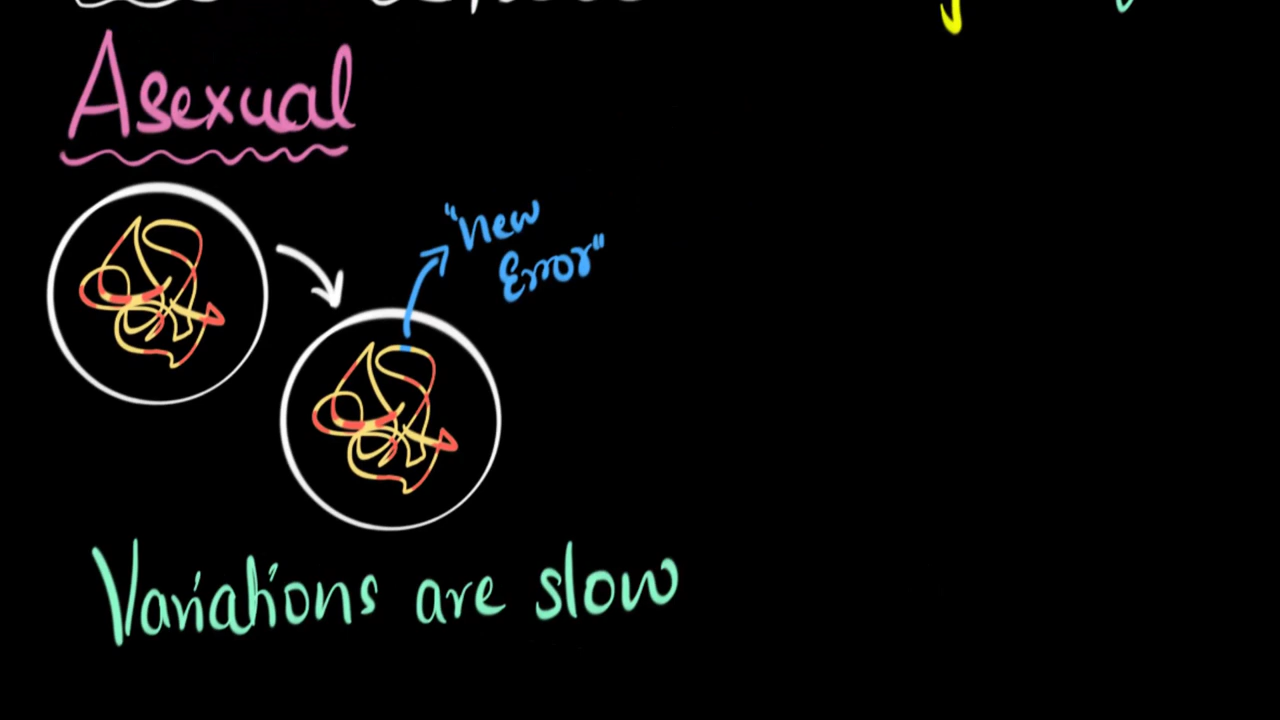 Asexual
"New
Error"
Variations are slow